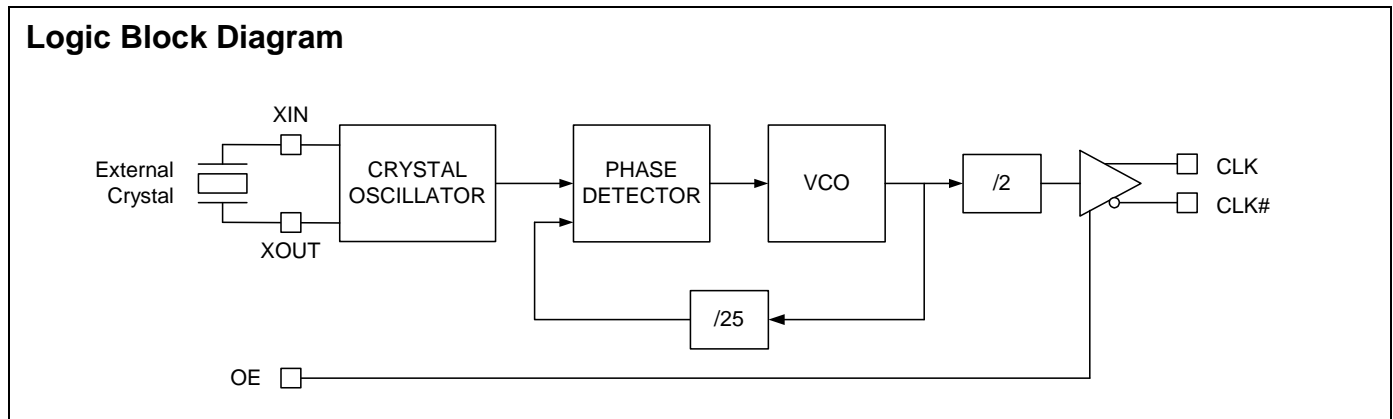 Logic Block Diagram
XIN
External
Crystal
XOUT
CRYSTAL
OSCILLATOR
PHASE
DETECTOR
VCO
/2
CLK
CLK#
/25
OE